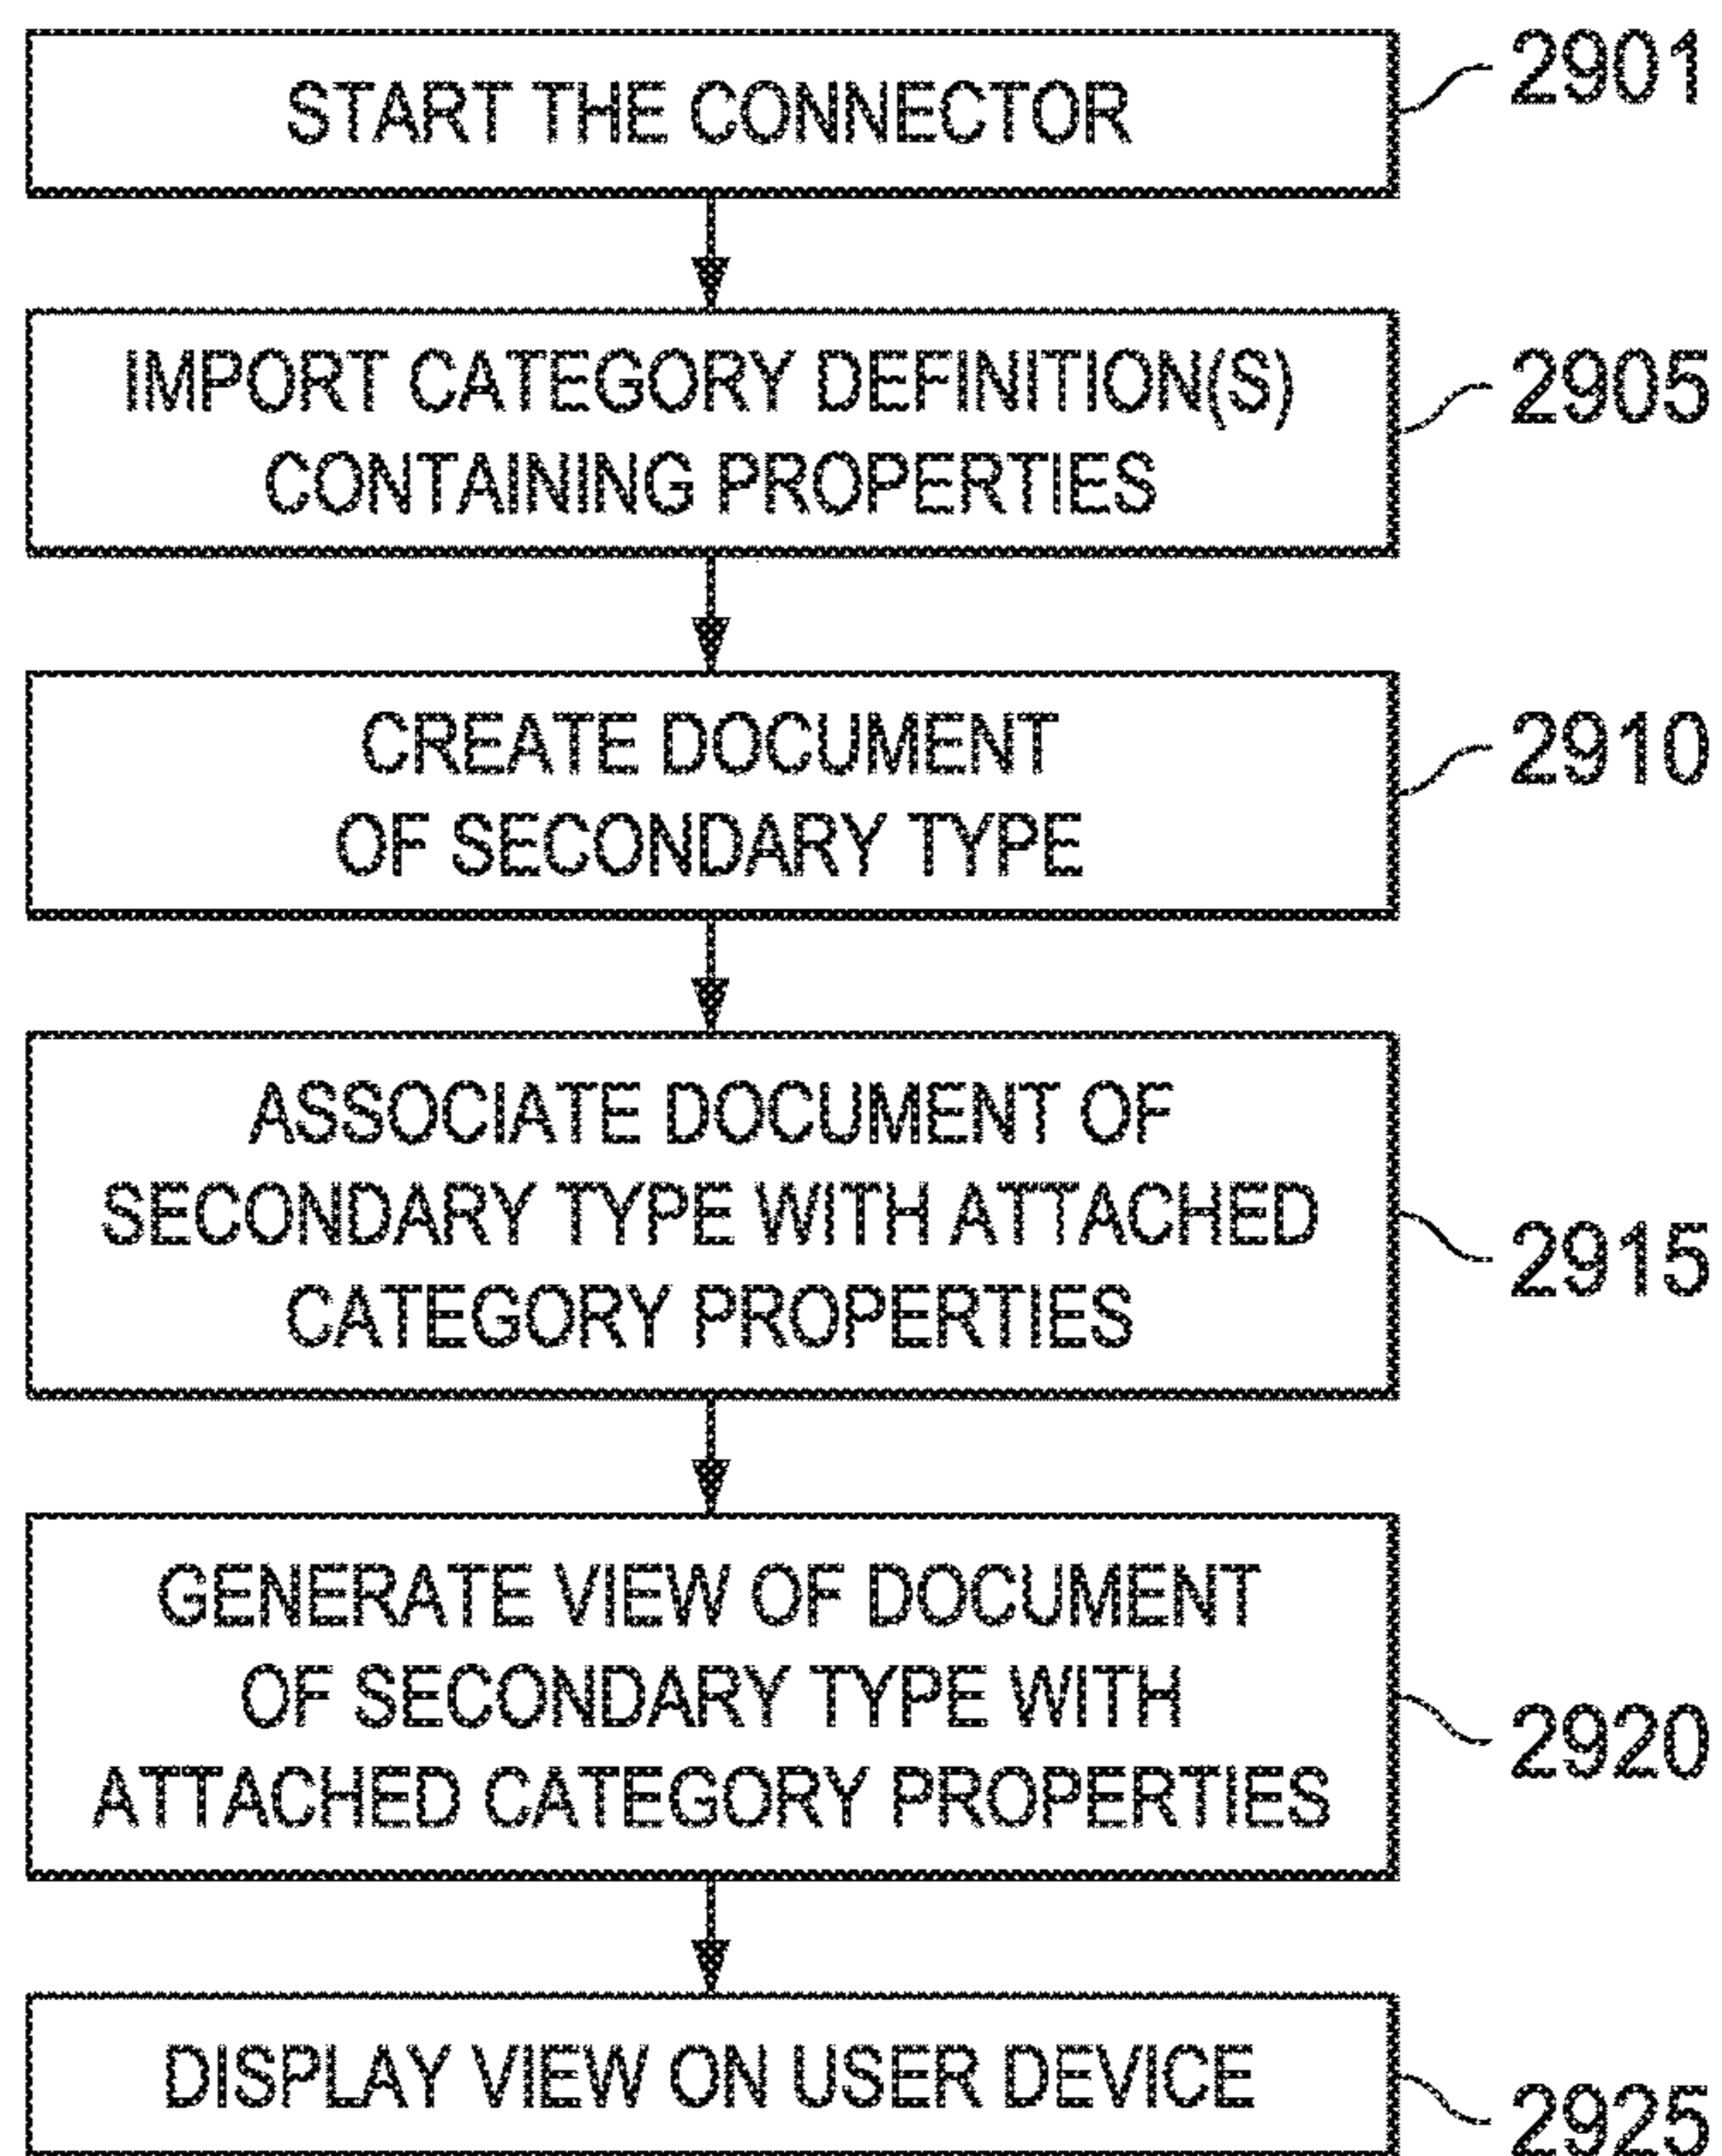 START THE CONNECTOR
2901
IMPORT CATEGORY DEFINITION(S)
CONTAINING PROPERTIES
2905
CREATE DOCUMENT
OF SECONDARY TYPE
2910
ASSOCIATE DOCUMENT OF
SECONDARY TYPE WITH ATTACHED
CATEGORY PROPERTIES
2915
GENERATE VIEW OF DOCUMENT
OF SECONDARY TYPE WITH
ATTACHED CATEGORY PROPERTIES
2920
DISPLAY VIEW ON USER DEVICE
2925